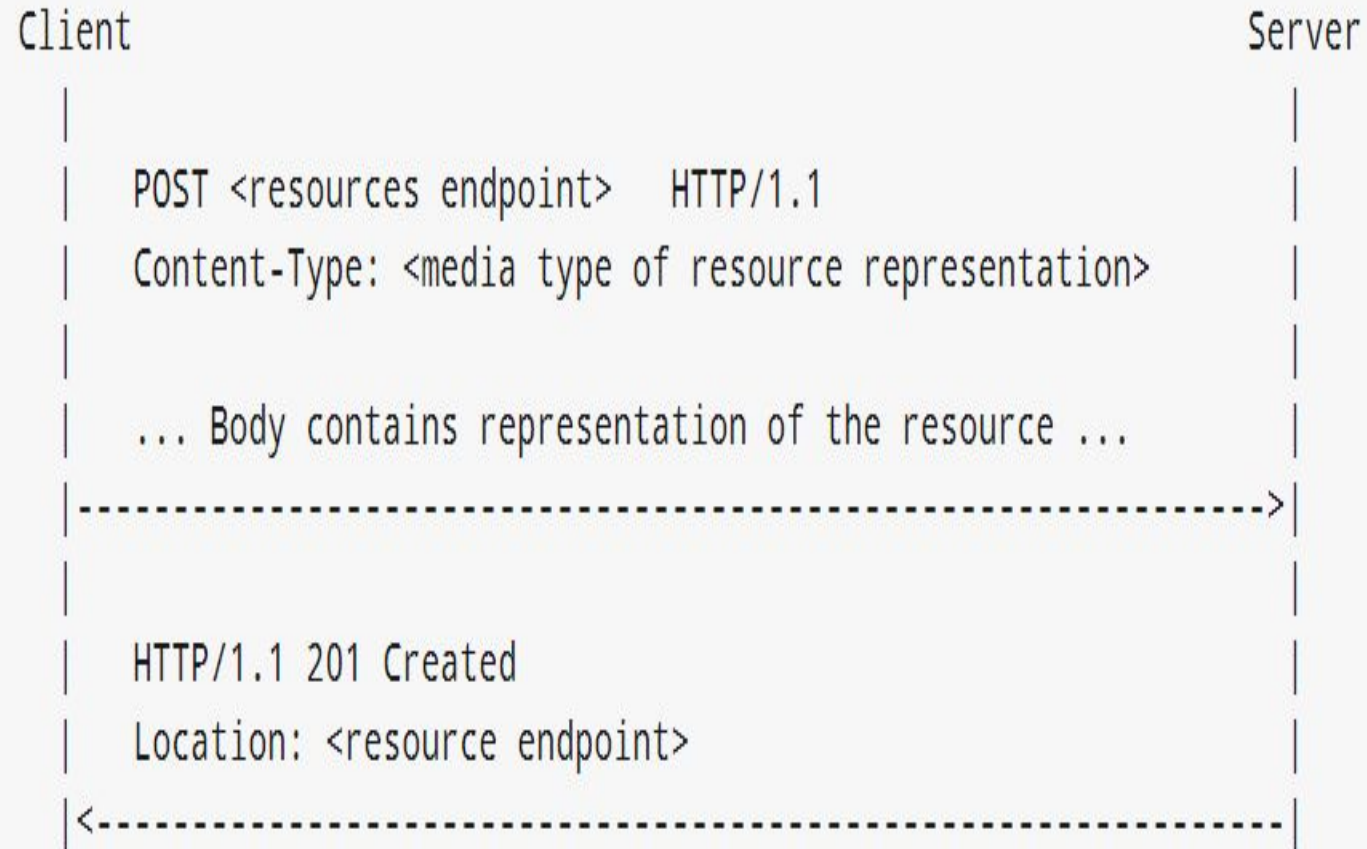 Client Server
| |
| POST <resources endpoint> HTTP/1.1 |
| Content-Type: <media type of resource representation> |
| |
| ... Body contains representation of the resource ... |
|--------------------------------------------------------------->|
| |
| HTTP/1.1 201 Created |
| Location: <resource endpoint> |
|<---------------------------------------------------------------|